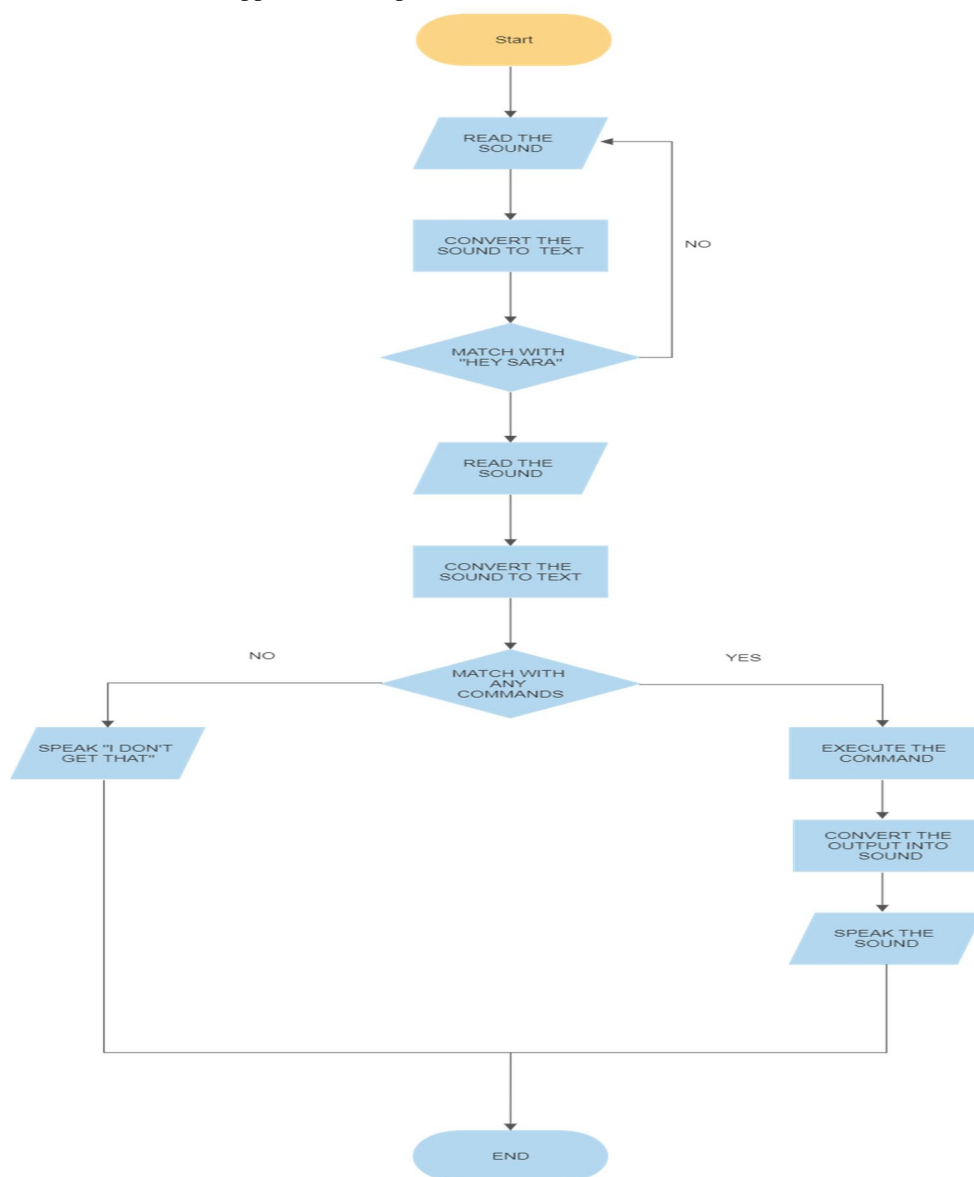 Start
READ THE
SOUND
CONVERT THE
SOUND TO TEXT
NO
MATCH WITH
"HEY SARA"
READ THE
SOUND
CONVERT THE
SOUND TO TEXT
NO
YES
MATCH WITH
ANY
COMMANDS
SPEAK "I DON'T
GET THAT"
EXECUTE THE
COMMAND
CONVERT THE
OUTPUT INTO
SOUND
SPEAK THE
SOUND
END